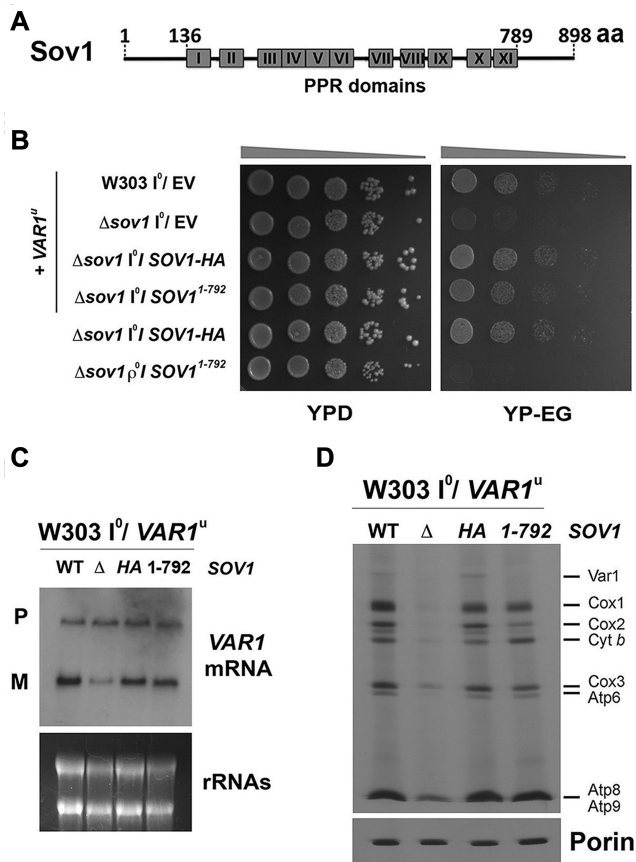 A
1 136 789 898 aa
Sov1
I II III IV V VI VII VIII IX X XI
PPR domains
B
+ VAR1ᵘ
W303 I⁰/ EV
Δsov1 I⁰/ EV
Δsov1 I⁰/ SOV1-HA
Δsov1 I⁰/ SOV1¹⁻⁷⁹²
Δsov1 I⁰/ SOV1-HA
Δsov1 ρ⁰/ SOV1¹⁻⁷⁹²
YPD YP-EG
C
W303 I⁰/ VAR1ᵘ
WT Δ HA 1-792 SOV1
P
M
VAR1
mRNA
rRNAs
D
W303 I⁰/ VAR1ᵘ
WT Δ HA 1-792 SOV1
Var1
Cox1
Cox2
Cyt b
Cox3
Atp6
Atp8
Atp9
Porin